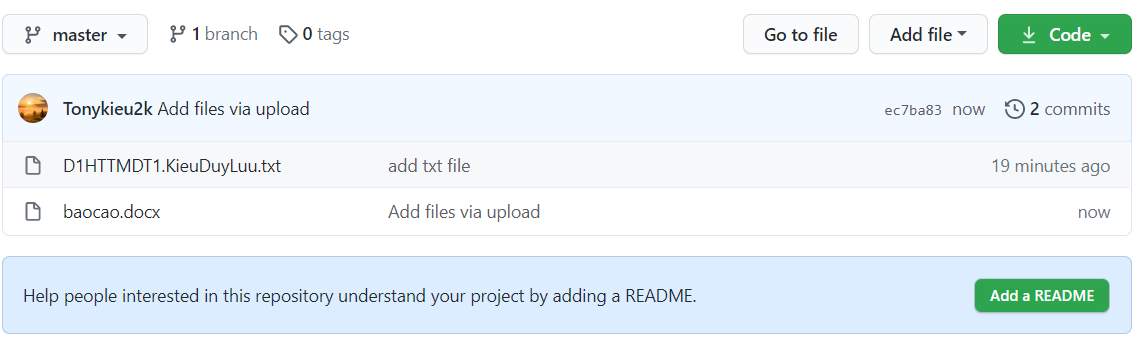 master 1 branch 0 tags Go to file Add file Code
Tonykieu2k Add files via upload ec7ba83 now 2 commits
D1HTTMDT1.KieuDuyLuu.txt add txt file 19 minutes ago
baocao.docx Add files via upload now
Help people interested in this repository understand your project by adding a README. Add a README